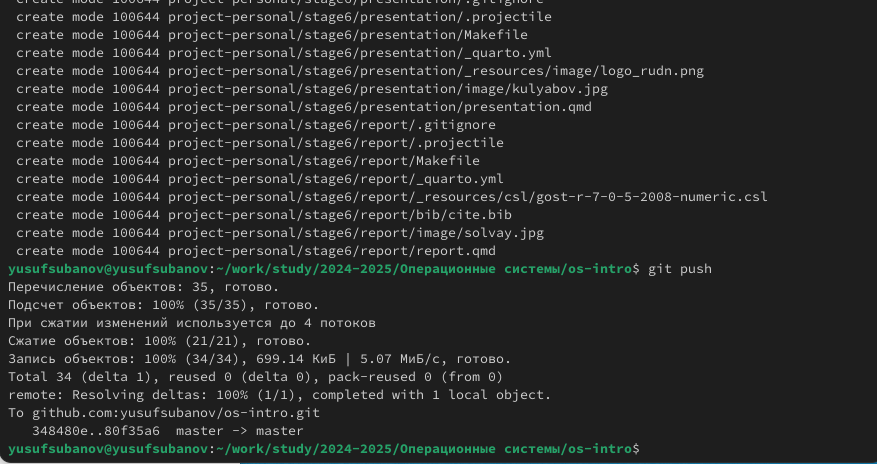 create mode 100644 project-personal/stage6/presentation/.gitignore
create mode 100644 project-personal/stage6/presentation/.projectile
create mode 100644 project-personal/stage6/presentation/Makefile
create mode 100644 project-personal/stage6/presentation/_quarto.yml
create mode 100644 project-personal/stage6/presentation/_resources/image/logo_rudn.png
create mode 100644 project-personal/stage6/presentation/image/kulyabov.jpg
create mode 100644 project-personal/stage6/presentation/presentation.qmd
create mode 100644 project-personal/stage6/report/.gitignore
create mode 100644 project-personal/stage6/report/.projectile
create mode 100644 project-personal/stage6/report/Makefile
create mode 100644 project-personal/stage6/report/_quarto.yml
create mode 100644 project-personal/stage6/report/_resources/csl/gost-r-7-0-5-2008-numeric.csl
create mode 100644 project-personal/stage6/report/bib/cite.bib
create mode 100644 project-personal/stage6/report/image/solvay.jpg
create mode 100644 project-personal/stage6/report/report.qmd
yusufsubanov@yusufsubanov:~/work/study/2024-2025/Операционные системы/os-intro$ git push
Перечисление объектов: 35, готово.
Подсчет объектов: 100% (35/35), готово.
При сжатии изменений используется до 4 потоков
Сжатие объектов: 100% (21/21), готово.
Запись объектов: 100% (34/34), 699.14 КиБ | 5.07 МиБ/с, готово.
Total 34 (delta 1), reused 0 (delta 0), pack-reused 0 (from 0)
remote: Resolving deltas: 100% (1/1), completed with 1 local object.
To github.com:yusufsubanov/os-intro.git
348480e..80f35a6  master -> master
yusufsubanov@yusufsubanov:~/work/study/2024-2025/Операционные системы/os-intro$